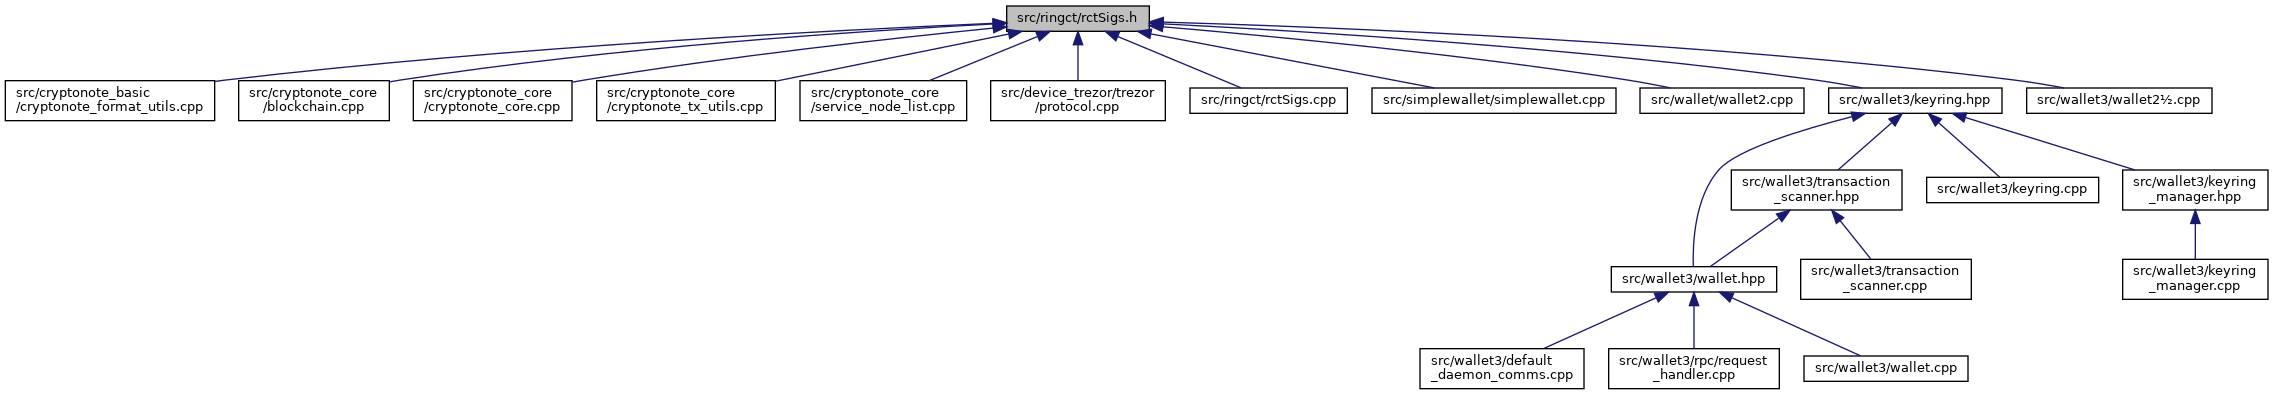 src/ringct/rctSigs.h
src/cryptonote_basic
/cryptonote_format_utils.cpp
src/cryptonote_core
/blockchain.cpp
src/cryptonote_core
/cryptonote_core.cpp
src/cryptonote_core
/cryptonote_tx_utils.cpp
src/cryptonote_core
/service_node_list.cpp
src/device_trezor/trezor
/protocol.cpp
src/ringct/rctSigs.cpp
src/simplewallet/simplewallet.cpp
src/wallet/wallet2.cpp
src/wallet3/keyring.hpp
src/wallet3/wallet2½.cpp
src/wallet3/transaction
_scanner.hpp
src/wallet3/keyring.cpp
src/wallet3/keyring
_manager.hpp
src/wallet3/wallet.hpp
src/wallet3/transaction
_scanner.cpp
src/wallet3/keyring
_manager.cpp
src/wallet3/default
_daemon_comms.cpp
src/wallet3/rpc/request
_handler.cpp
src/wallet3/wallet.cpp